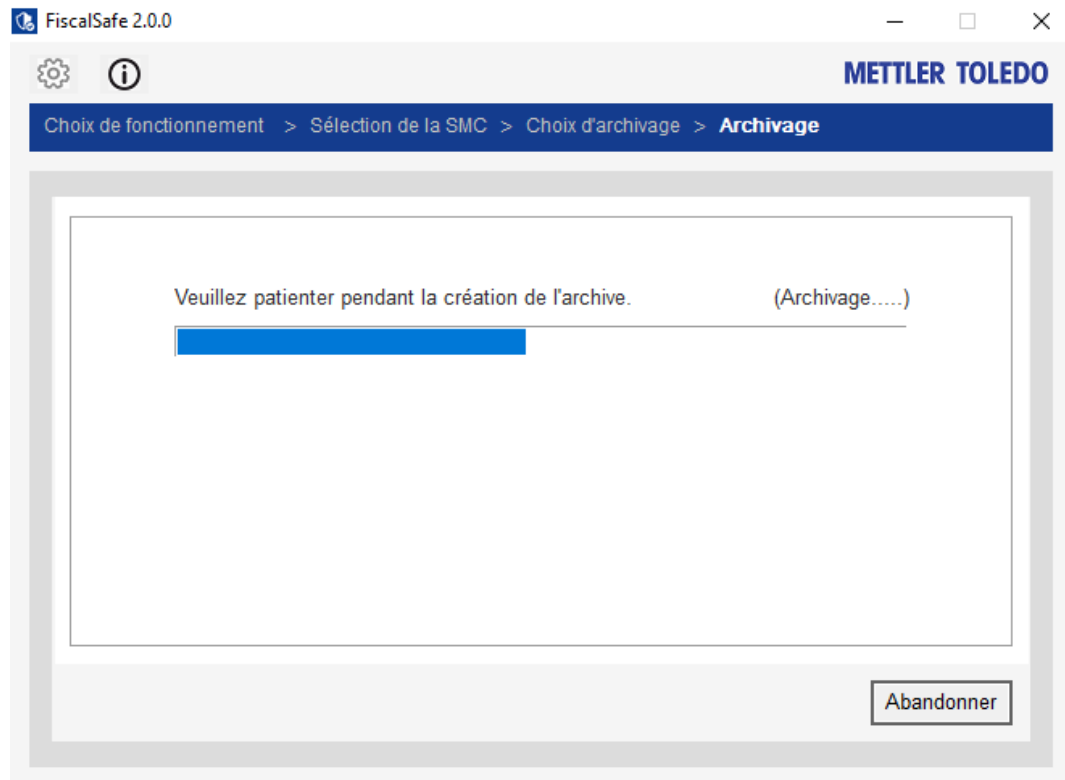 FiscalSafe 2.0.0
METTLER TOLEDO
Choix de fonctionnement > Sélection de la SMC > Choix d'archivage > Archivage
Veuillez patienter pendant la création de l'archive. (Archivage.....)
Abandonner